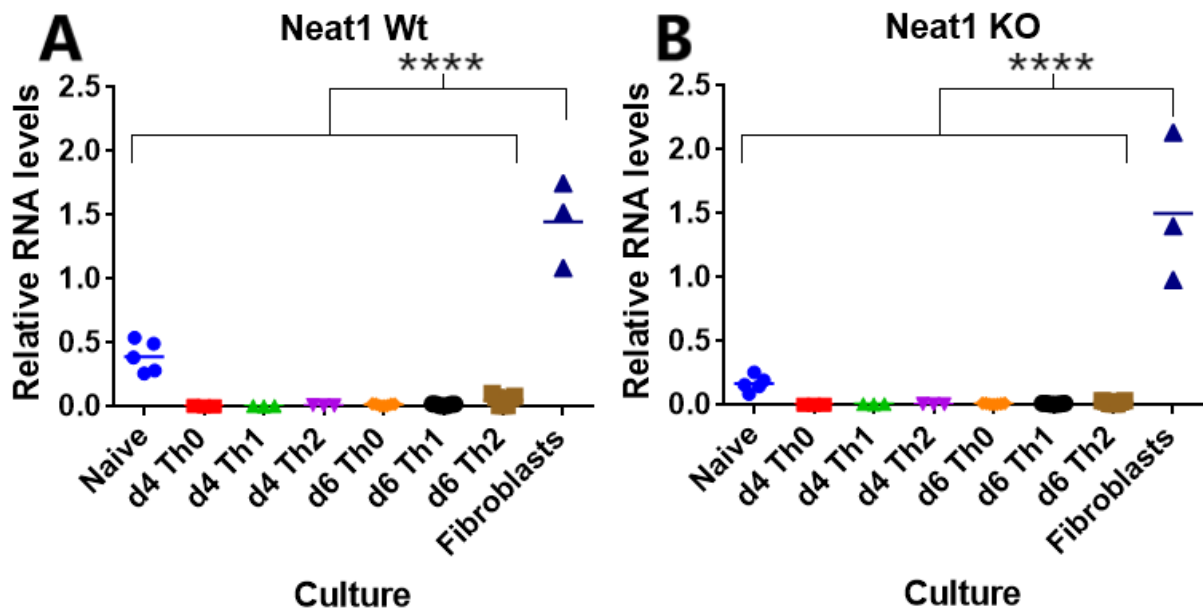 A
Neat1 Wt
****
Relative RNA levels
2.5
2.0
1.5
1.0
0.5
0.0
Naive
d4 Th0
d4 Th1
d4 Th2
d6 Th0
d6 Th1
d6 Th2
Fibroblasts
Culture
B
Neat1 KO
****
Relative RNA levels
2.5
2.0
1.5
1.0
0.5
0.0
Naive
d4 Th0
d4 Th1
d4 Th2
d6 Th0
d6 Th1
d6 Th2
Fibroblasts
Culture